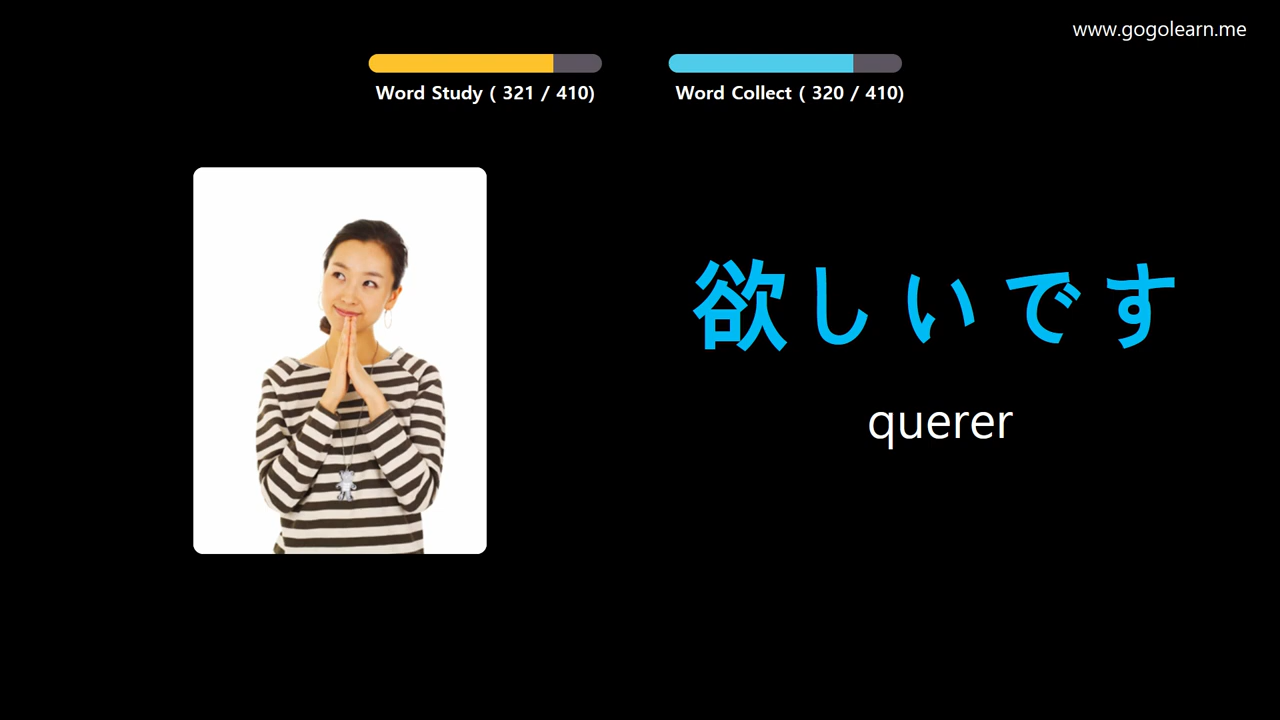 www.gogolearn.me
Word Study ( 321 / 410)
Word Collect ( 320 / 410)
欲しいです
querer